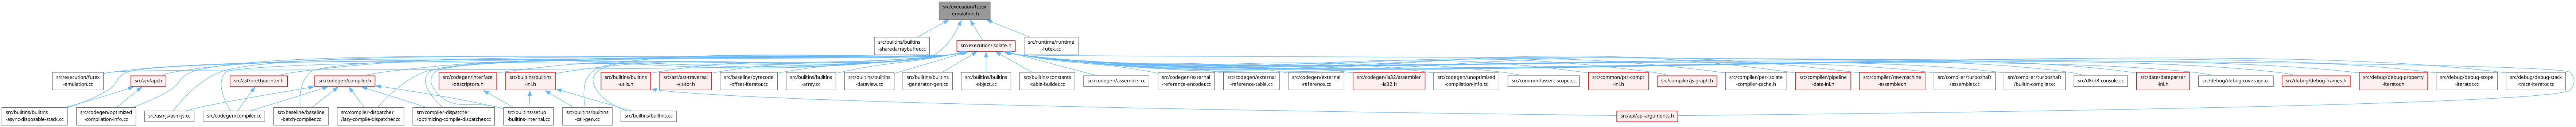 src/execution/futex
-emulation.h
src/builtins/builtins
-sharedarraybuffer.cc
src/execution/isolate.h
src/runtime/runtime
-futex.cc
src/execution/futex
-emulation.cc
src/api/api.h
src/ast/prettyprinter.h
src/codegen/compiler.h
src/codegen/interface
-descriptors.h
src/builtins/builtins
-inl.h
src/builtins/builtins
-utils.h
src/ast/ast-traversal
-visitor.h
src/baseline/bytecode
-offset-iterator.cc
src/builtins/builtins
-array.cc
src/builtins/builtins
-dataview.cc
src/builtins/builtins
-generator-gen.cc
src/builtins/builtins
-object.cc
src/builtins/constants
-table-builder.cc
src/codegen/assembler.cc
src/codegen/external
-reference-encoder.cc
src/codegen/external
-reference-table.cc
src/codegen/external
-reference.cc
src/codegen/ia32/assembler
-ia32.h
src/codegen/unoptimized
-compilation-info.cc
src/common/assert-scope.cc
src/common/ptr-compr
-inl.h
src/compiler/js-graph.h
src/compiler/per-isolate
-compiler-cache.h
src/compiler/pipeline
-data-inl.h
src/compiler/raw-machine
-assembler.h
src/compiler/turboshaft
/assembler.cc
src/compiler/turboshaft
/builtin-compiler.cc
src/d8/d8-console.cc
src/date/dateparser
-inl.h
src/debug/debug-coverage.cc
src/debug/debug-frames.h
src/debug/debug-property
-iterator.h
src/debug/debug-scope
-iterator.cc
src/debug/debug-stack
-trace-iterator.cc
src/builtins/builtins
-async-disposable-stack.cc
src/codegen/optimized
-compilation-info.cc
src/asmjs/asm-js.cc
src/codegen/compiler.cc
src/baseline/baseline
-batch-compiler.cc
src/compiler-dispatcher
/lazy-compile-dispatcher.cc
src/compiler-dispatcher
/optimizing-compile-dispatcher.cc
src/builtins/setup
-builtins-internal.cc
src/builtins/builtins
-call-gen.cc
src/builtins/builtins.cc
src/api/api-arguments.h